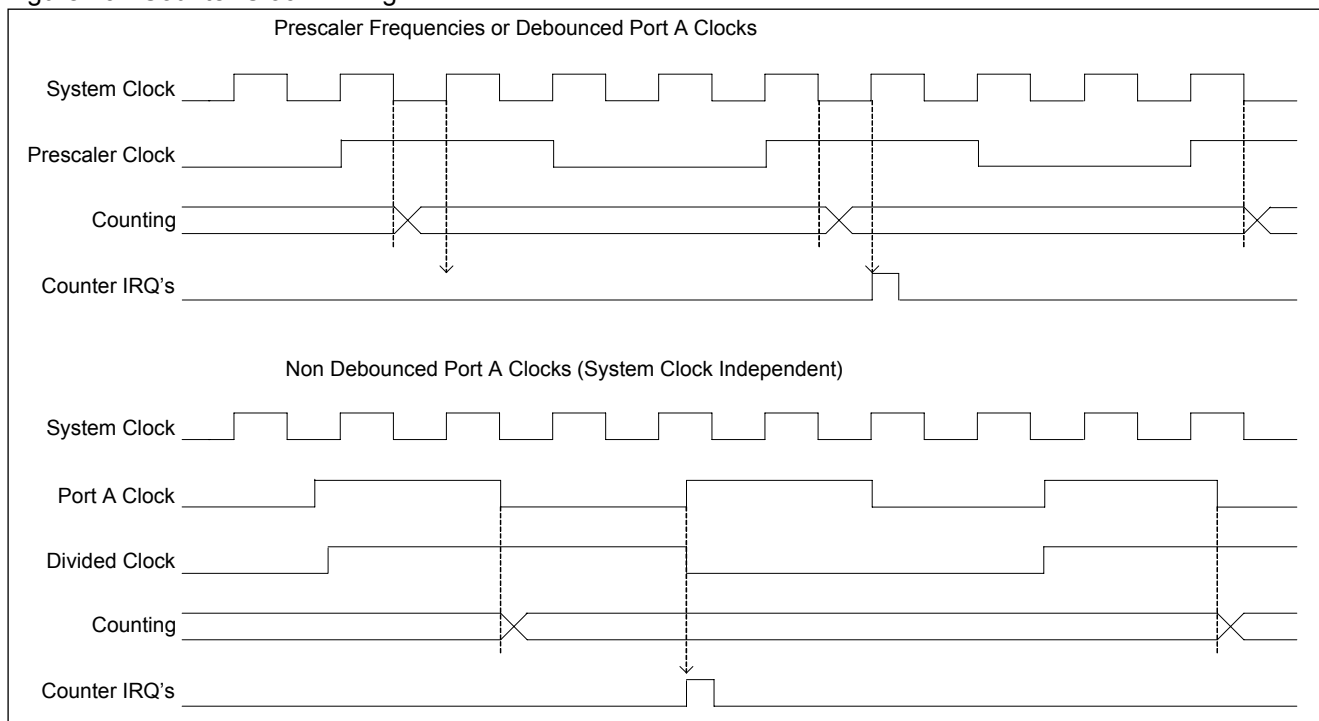 Prescaler Frequencies or Debounced Port A Clocks
System Clock
Prescaler Clock
Counting
Counter IRQ's
Non Debounced Port A Clocks (System Clock Independent)
System Clock
Port A Clock
Divided Clock
Counting
Counter IRQ's